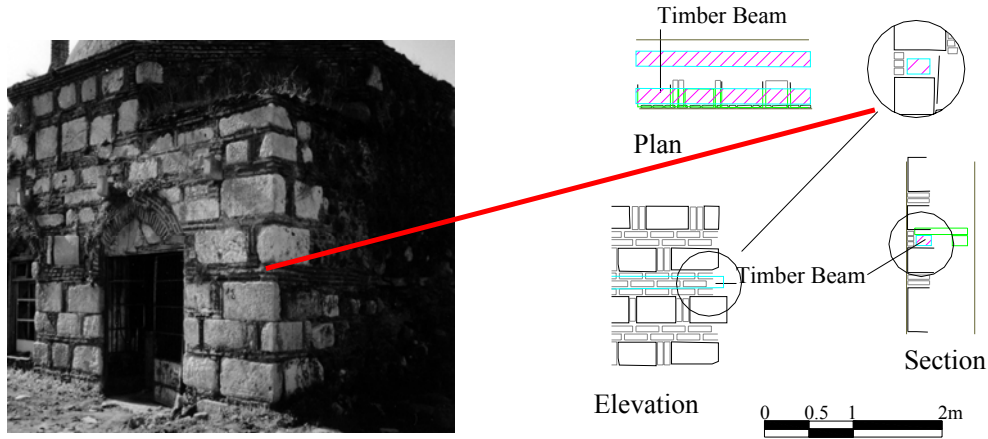 Timber Beam
Plan
Timber Beam
Section
Elevation
0 0.5 1 2m